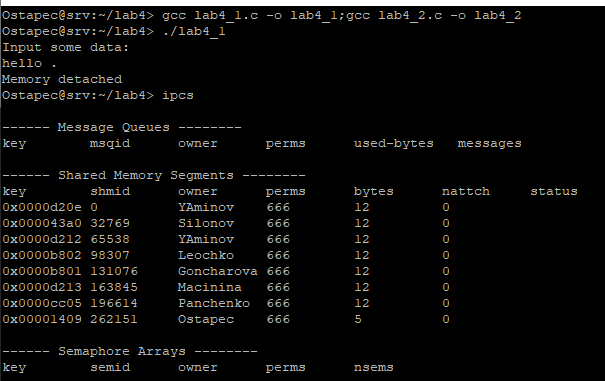 Ostapec@srv:~/lab4> gcc lab4_1.c -o lab4_1;gcc lab4_2.c -o lab4_2
Ostapec@srv:~/lab4> ./lab4_1
Input some data:
hello .
Memory detached
Ostapec@srv:~/lab4> ipcs
------ Message Queues --------
key msqid owner perms used-bytes messages
------ Shared Memory Segments --------
key shmid owner perms bytes nattch status
0x0000d20e 0 YAminov 666 12 0
0x000043a0 32769 Silonov 666 12 0
0x0000d212 65538 YAminov 666 12 0
0x0000b802 98307 Leochko 666 12 0
0x0000b801 131076 Goncharova 666 12 0
0x0000d213 163845 Macinina 666 12 0
0x0000cc05 196614 Panchenko 666 12 0
0x00001409 262151 Ostapec 666 5 0
------ Semaphore Arrays --------
key semid owner perms nsems